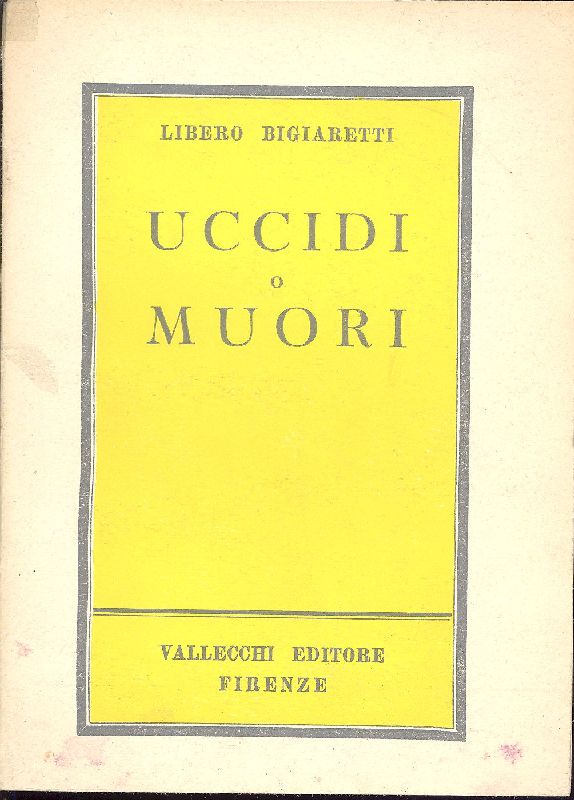 LIBERO BIGIARETTI
UCCIDI
O
MUORI
VALLECCHI EDITORE
FIRENZE